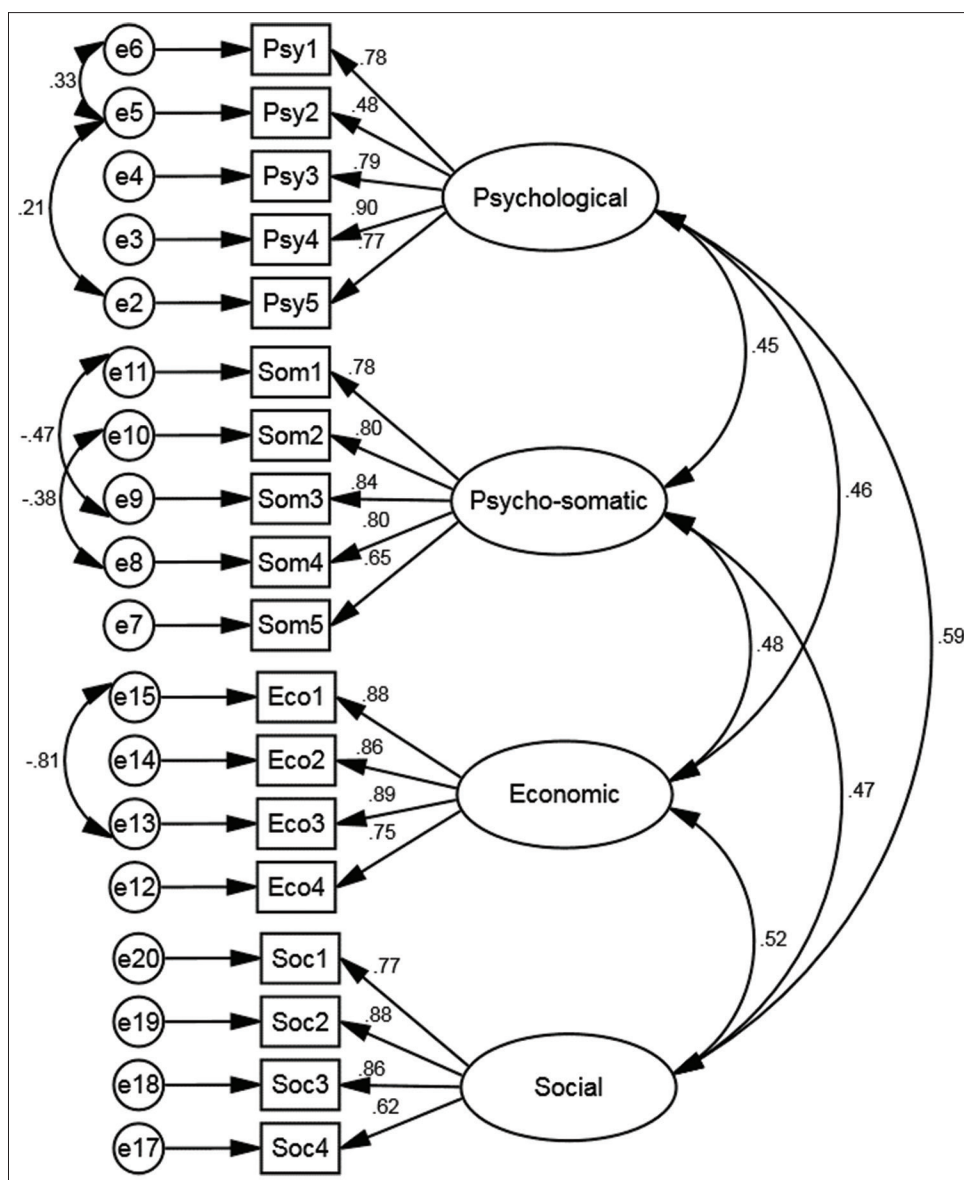 e6 Psy1 .78
.33
e5 Psy2 .48
e4 Psy3 .79 Psychological
.21
e3 Psy4 .90
.77
e2 Psy5
.45
e11 Som1 .78
-.47
e10 Som2 .80
.46
-.38
e9 Som3 .84 Psycho-somatic
e8 Som4 .80
.65
e7 Som5
.48
.59
e15 Eco1 .88
-.81
e14 Eco2 .86
.47
e13 Eco3 .89 Economic
.75
e12 Eco4
.52
e20 Soc1 .77
e19 Soc2 .88
e18 Soc3 .86 Social
.62
e17 Soc4